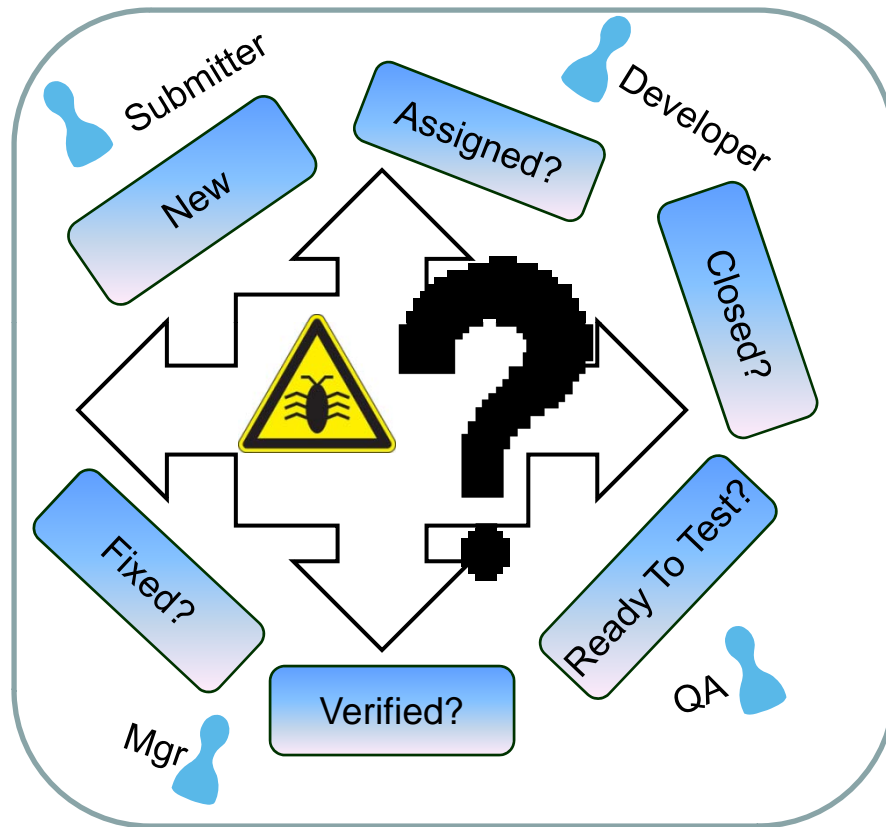 Submitter
Developer
New
Assigned?
Closed?
?
Fixed?
Ready To Test?
Verified?
QA
Mgr